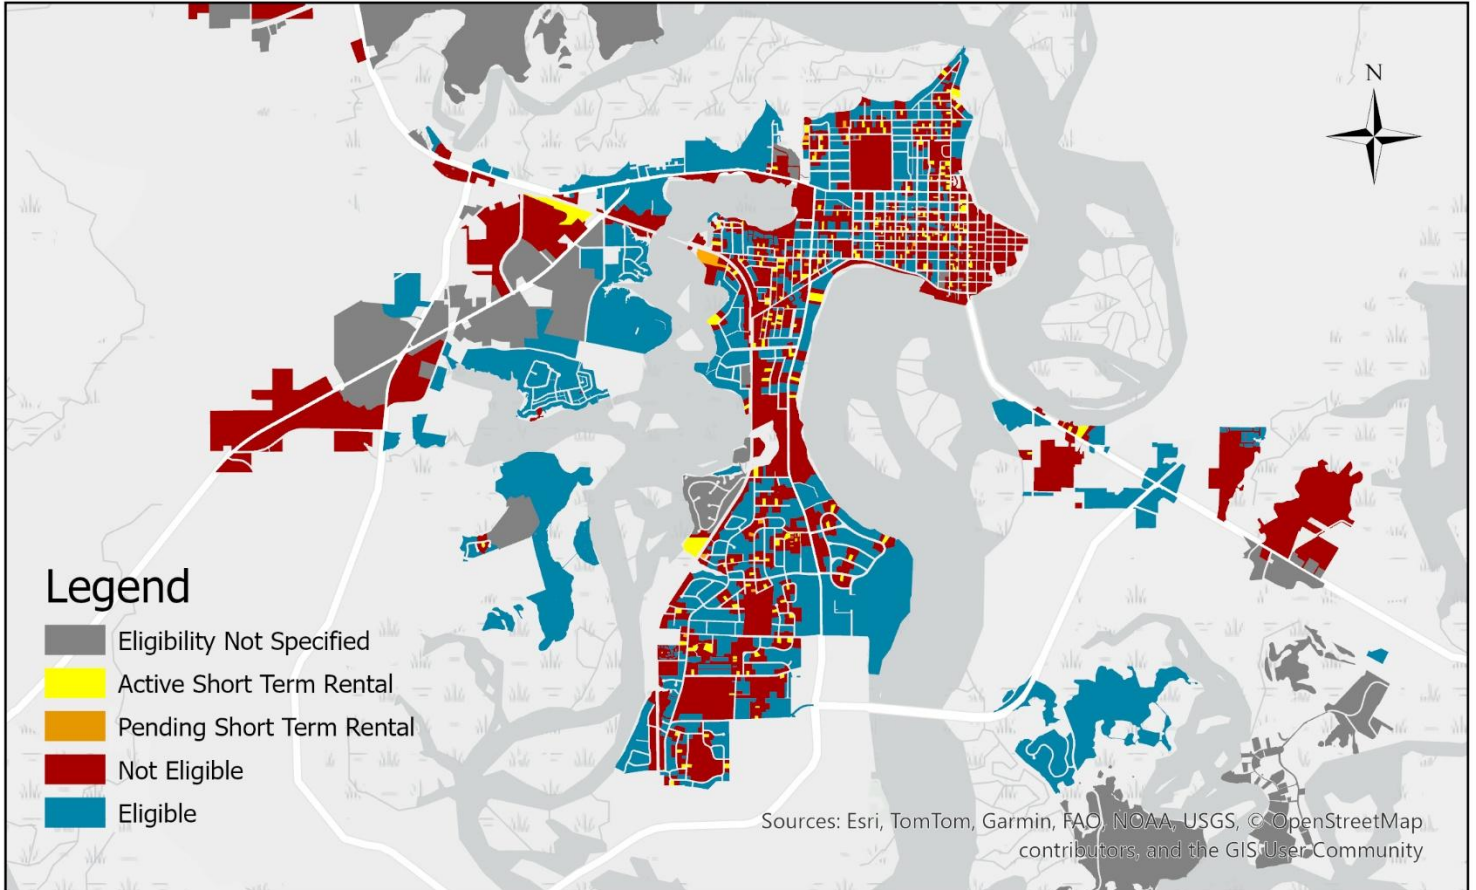 N
Legend
Eligibility Not Specified
Active Short Term Rental
Pending Short Term Rental
Not Eligible
Eligible
Sources: Esri, TomTom, Garmin, FAO, NOAA, USGS, © OpenStreetMap
contributors, and the GIS User Community